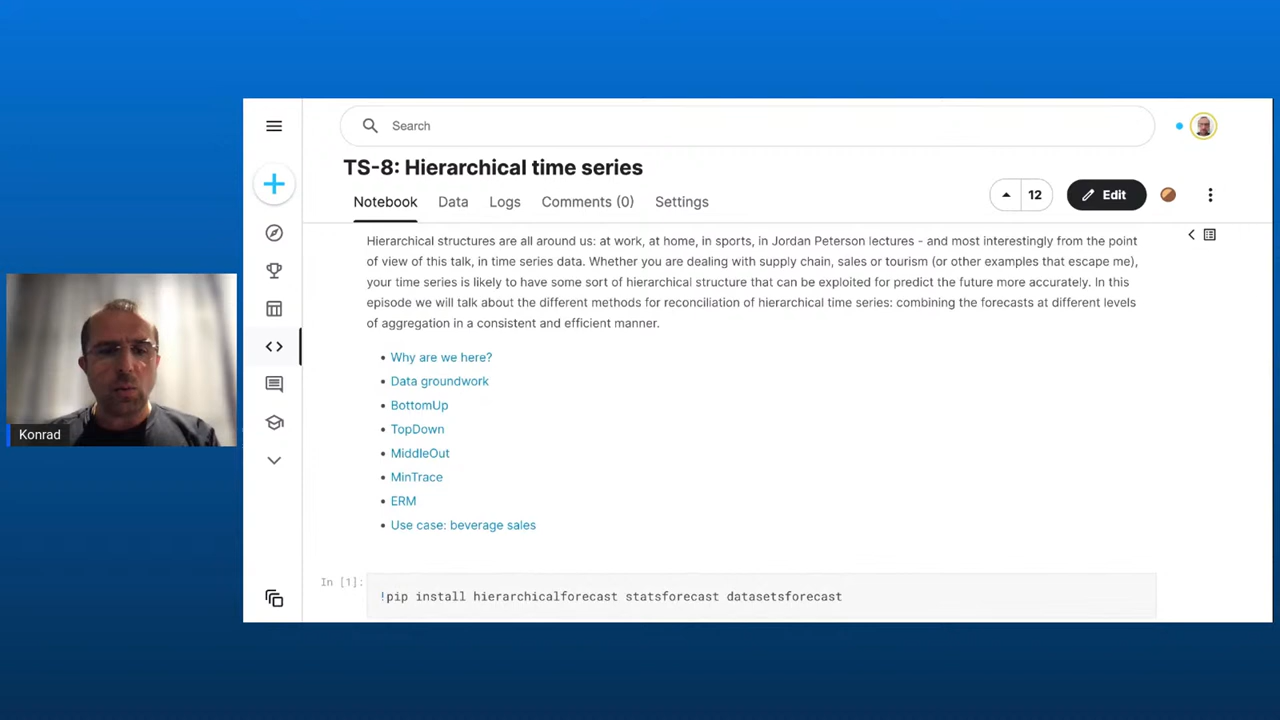 Search
TS-8: Hierarchical time series
12
Edit
Notebook
Data
Logs
Comments (0)
Settings
Hierarchical structures are all around us: at work, at home, in sports, in Jordan Peterson lectures - and most interestingly from the point
of view of this talk, in time series data. Whether you are dealing with supply chain, sales or tourism (or other examples that escape me),
your time series is likely to have some sort of hierarchical structure that can be exploited for predict the future more accurately. In this
episode we will talk about the different methods for reconciliation of hierarchical time series: combining the forecasts at different levels
of aggregation in a consistent and efficient manner.
• Why are we here?
• Data groundwork
• BottomUp
• TopDown
• MiddleOut
• MinTrace
• ERM
• Use case: beverage sales
In [1]:
!pip install hierarchicalforecast statsforecast datasetsforecast
Konrad